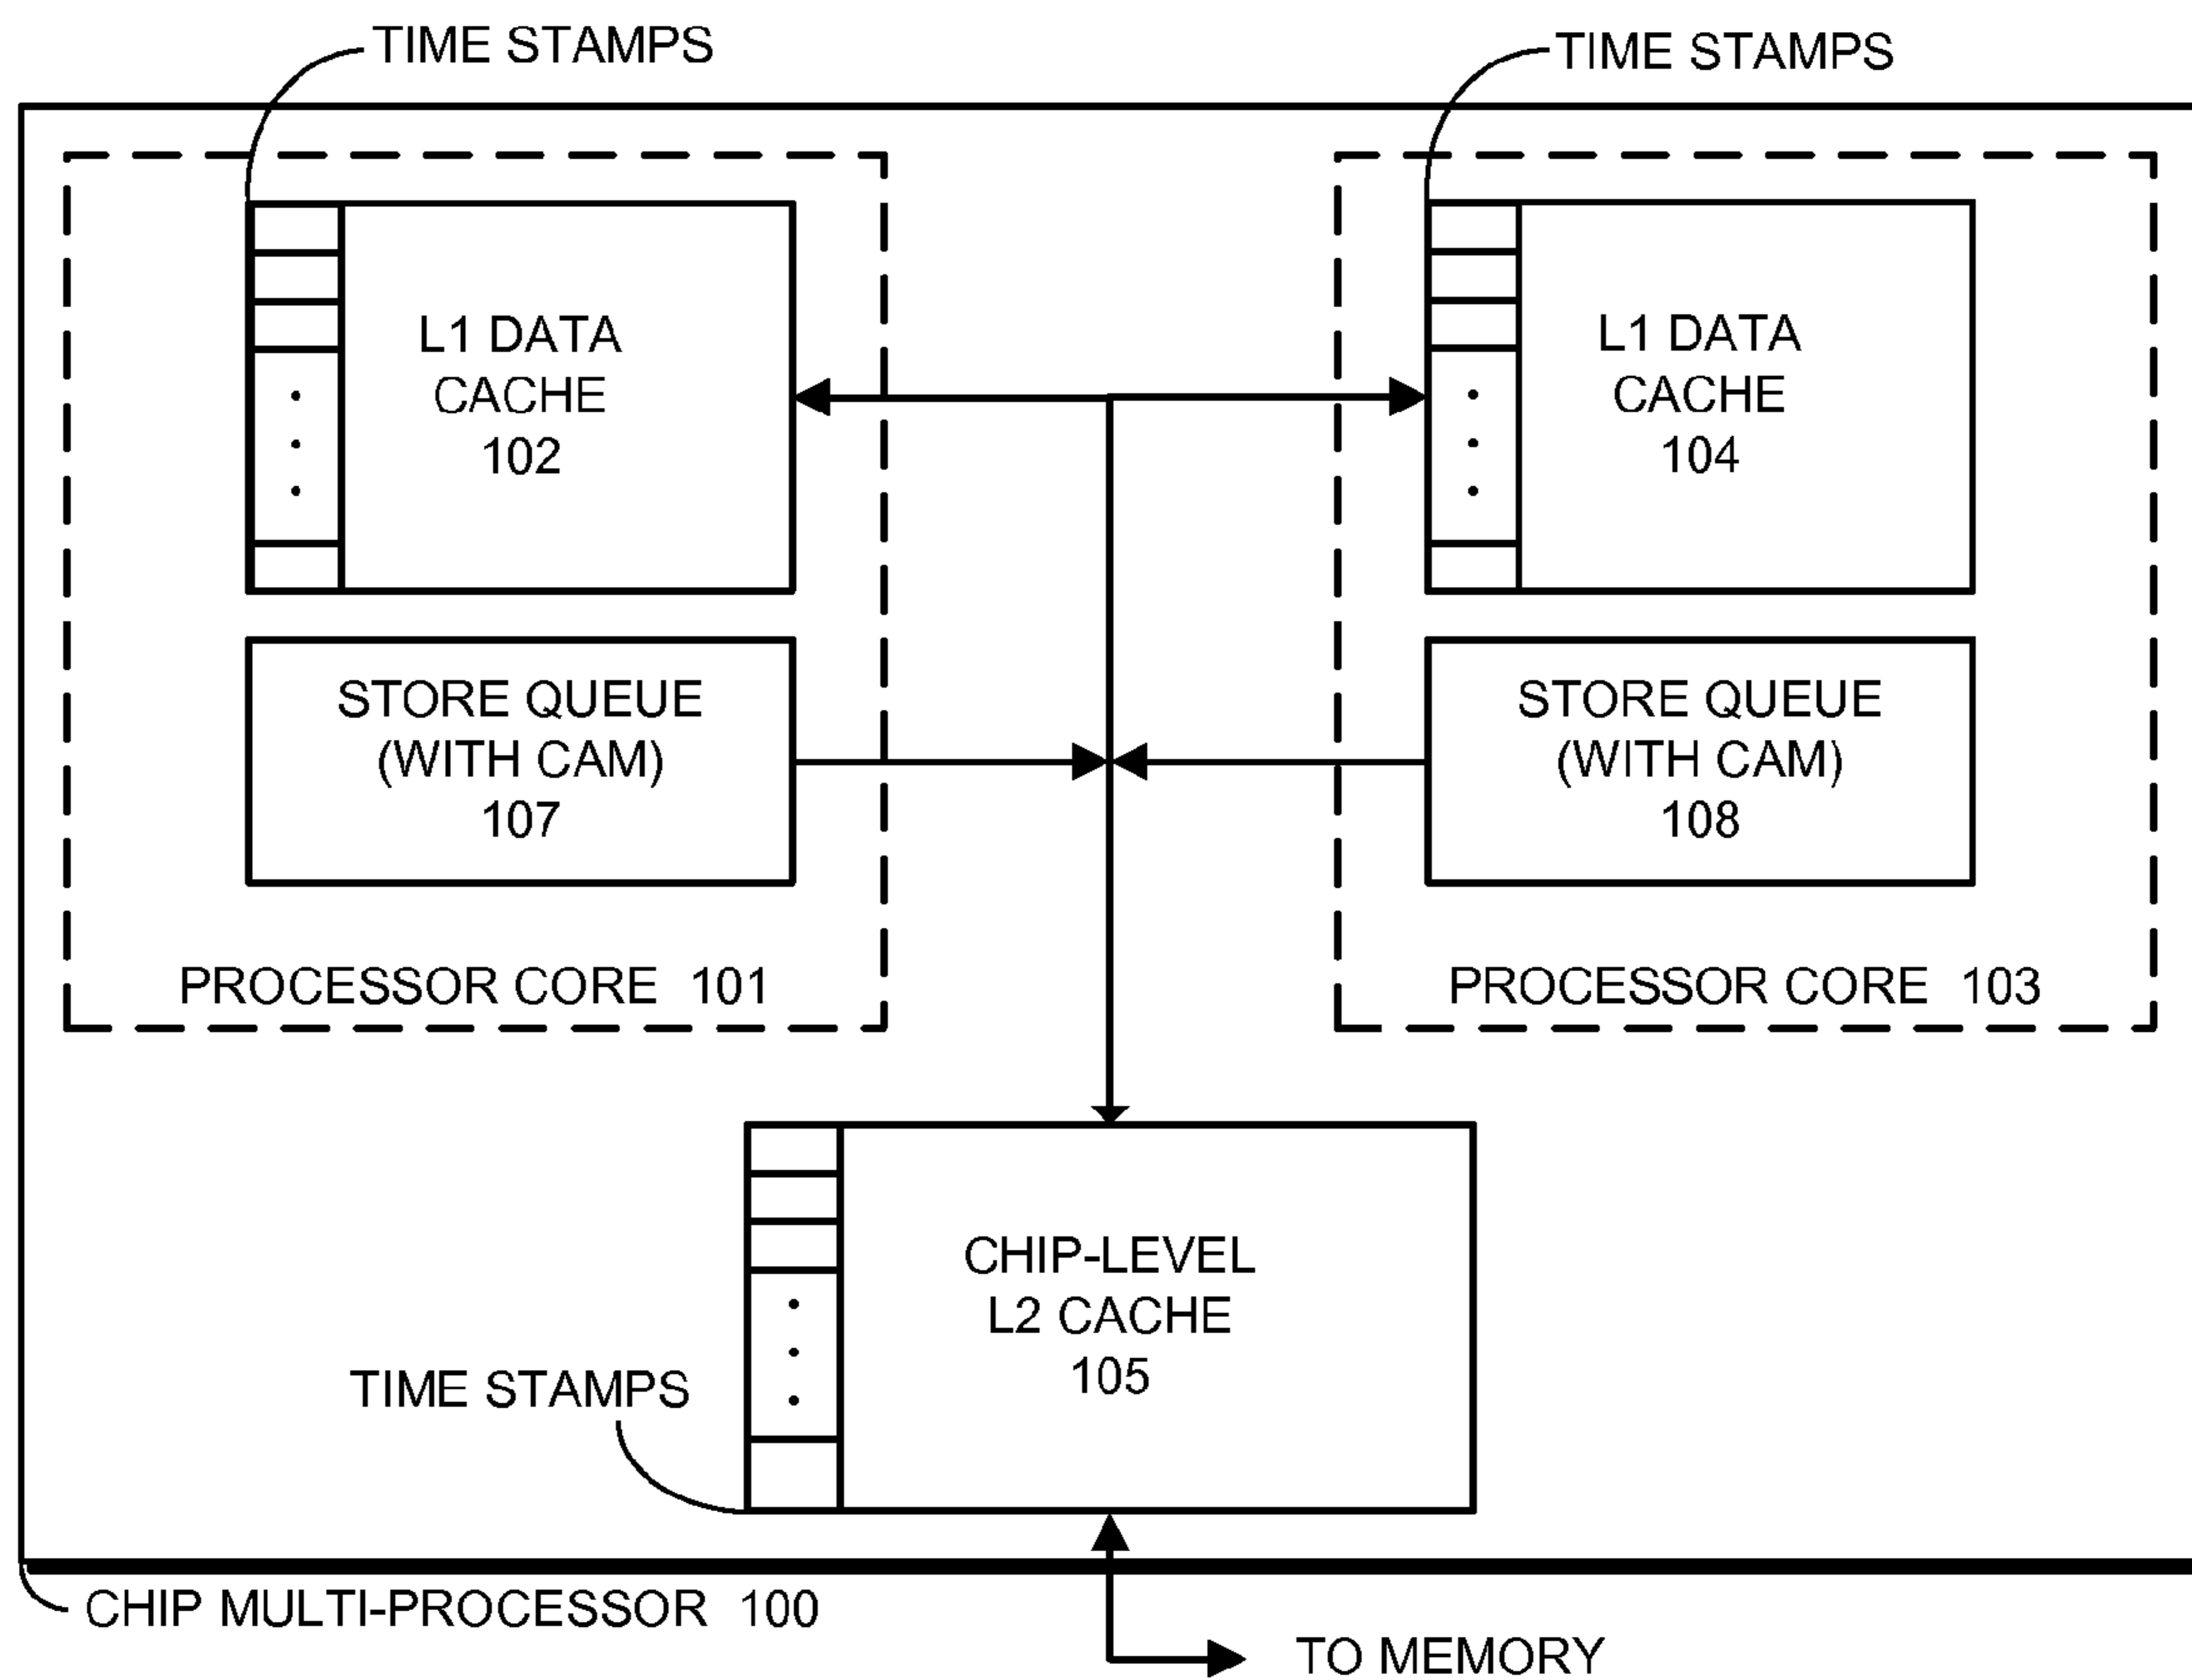 TIME STAMPS
TIME STAMPS
L1 DATA
CACHE
102
L1 DATA
CACHE
104
STORE QUEUE
(WITH CAM)
107
STORE QUEUE
(WITH CAM)
108
PROCESSOR CORE 101
PROCESSOR CORE 103
CHIP-LEVEL
L2 CACHE
105
TIME STAMPS
CHIP MULTI-PROCESSOR 100
TO MEMORY